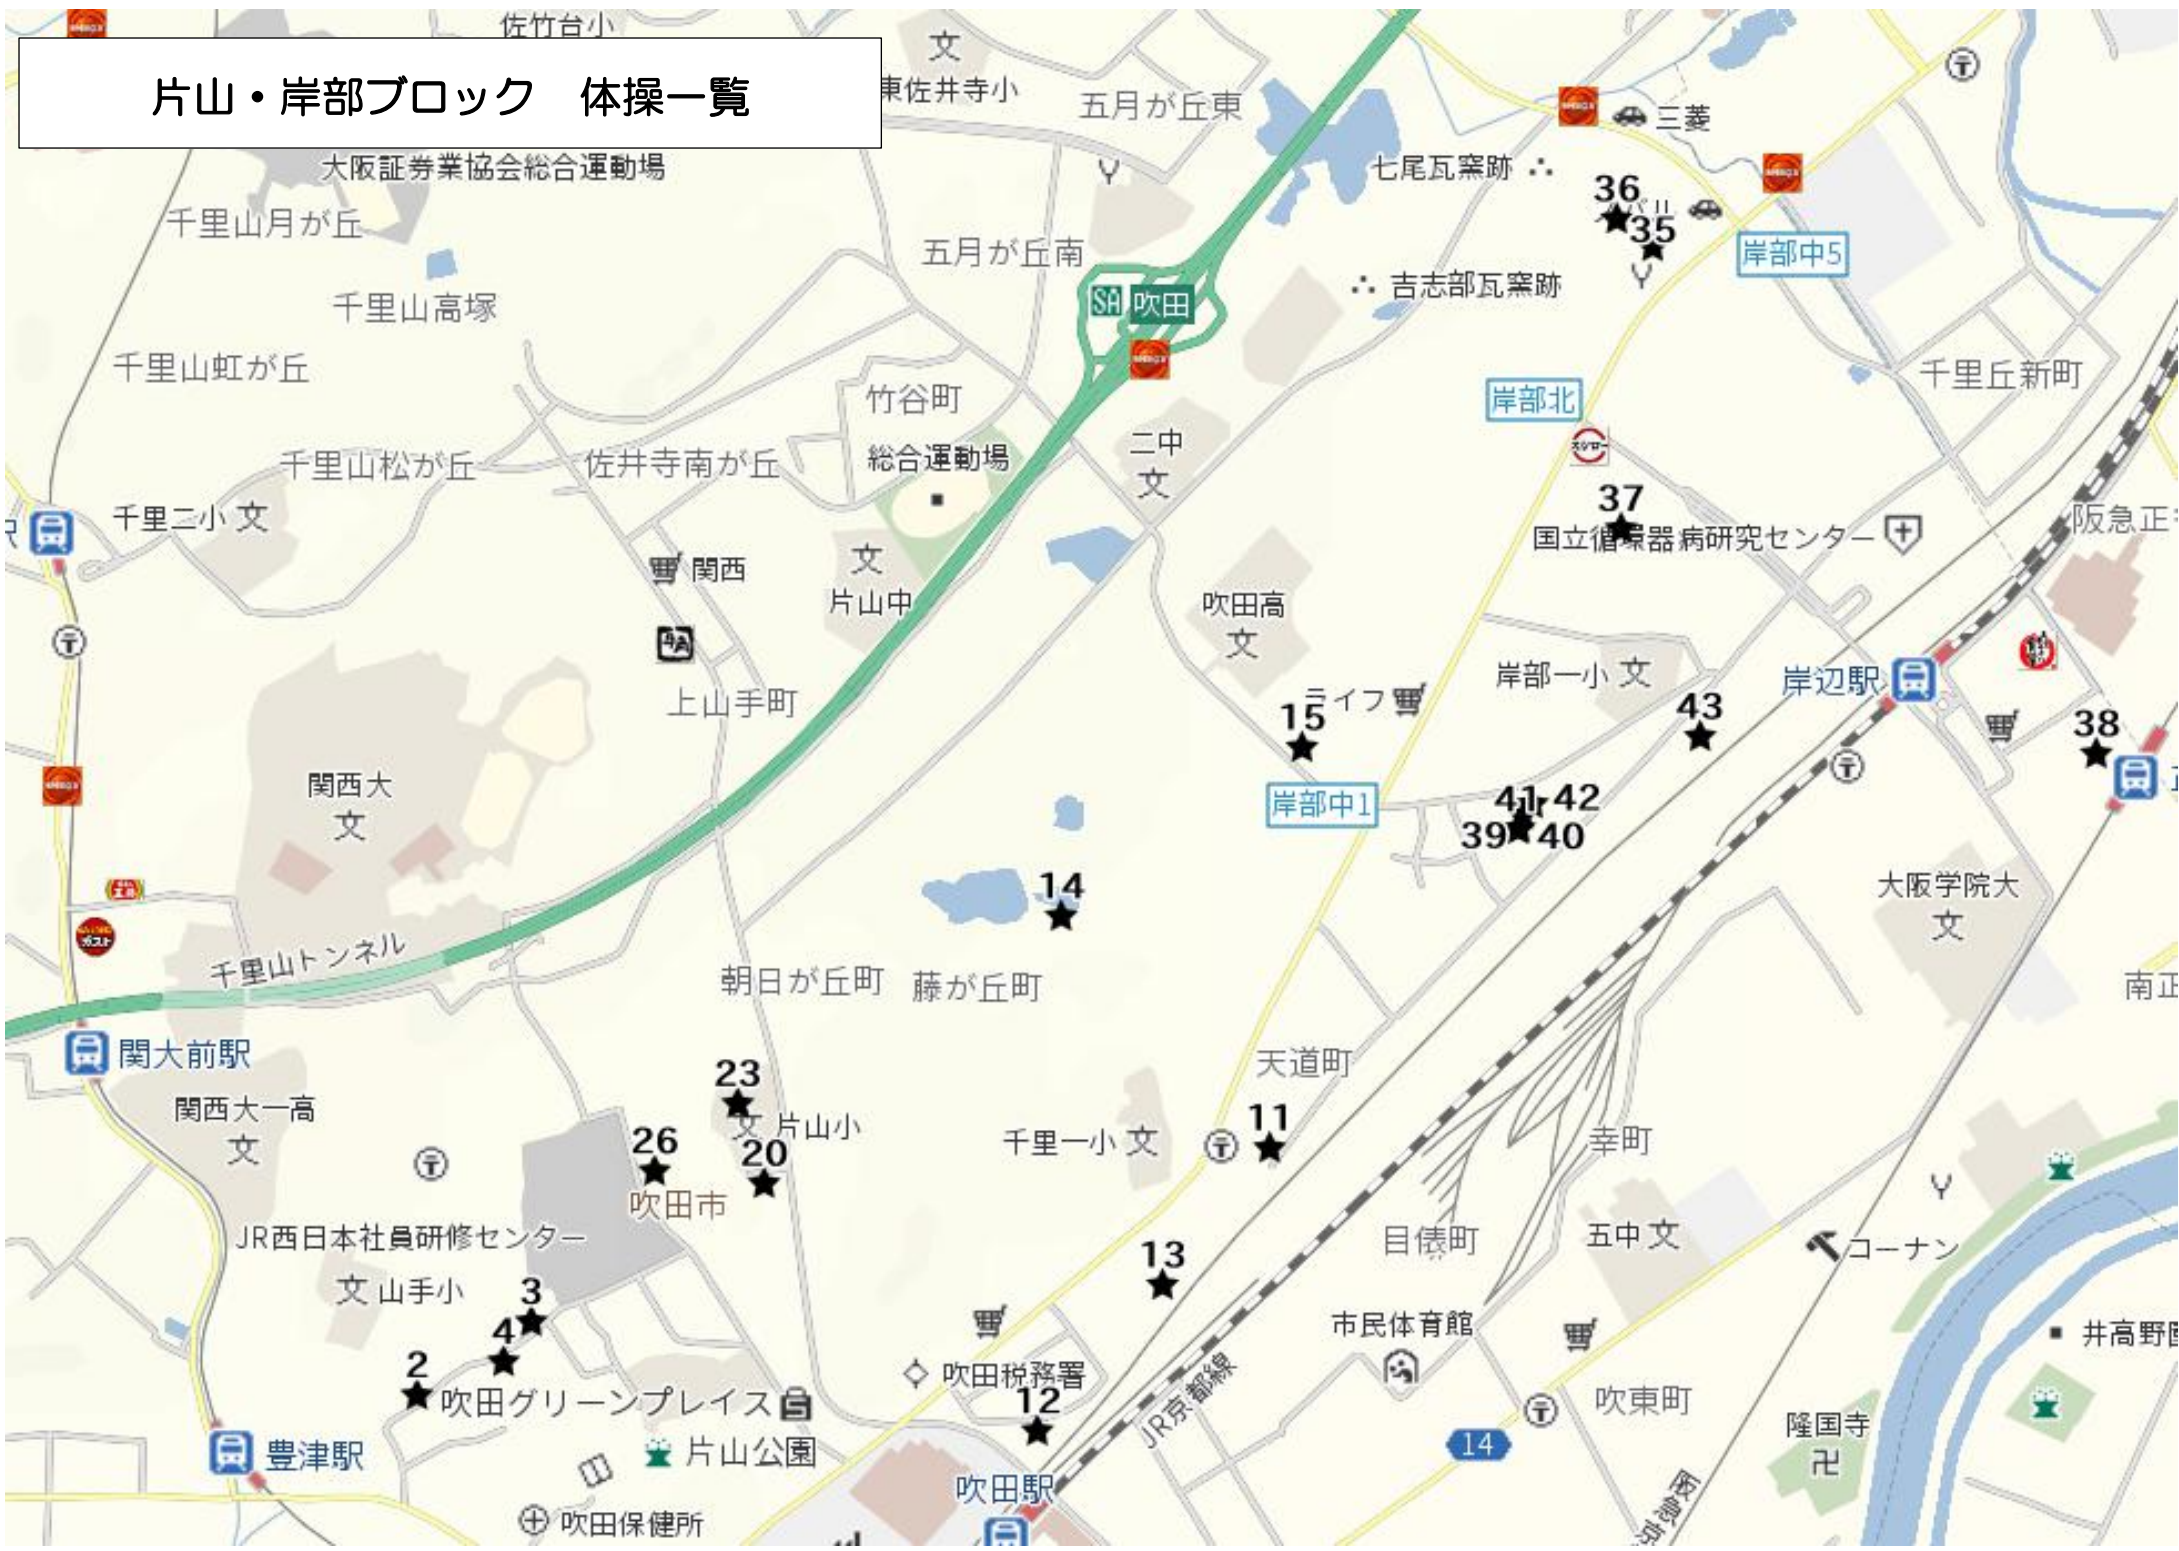 佐竹台小
片山・岸部ブロック　体操一覧
東佐井寺小
五月が丘東
三菱
大阪証券業協会総合運動場
七尾瓦窯跡
36
千里山月が丘
35
五月が丘南
岸部中5
吉志部瓦窯跡
SA 吹田
千里山高塚
千里山虹が丘
千里丘新町
竹谷町
岸部北
二中
文
総合運動場
千里山松が丘
佐井寺南が丘
スシロー
37
千里二小 文
阪急正
国立循環器病研究センター
関西
文
片山中
吹田高
文
岸部一小 文
岸辺駅
上山手町
ライフ
15
43
38
関西大
文
岸部中1
41 42
39 40
14
大阪学院大
文
ガスト
千里山トンネル
朝日が丘町
藤が丘町
南正
関大前駅
天道町
23
関西大一高
文
文 片山小
11
26
20
千里一小 文
幸町
吹田市
JR西日本社員研修センター
目俵町
五中 文
コーナン
13
文 山手小
3
市民体育館
井高野
4
2
吹田税務署
吹田グリーンプレイス
12
JR京都線
吹東町
隆国寺
卍
14
豊津駅
片山公園
吹田駅
吹田保健所
阪急京